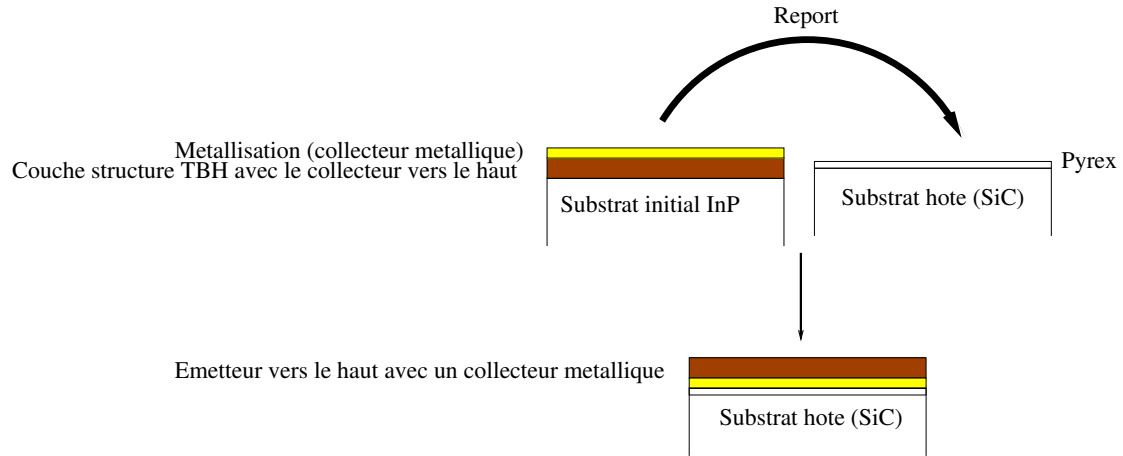 Report
Metallisation (collecteur metallique)
Couche structure TBH avec le collecteur vers le haut
Pyrex
Substrat initial InP
Substrat hote (SiC)
Emetteur vers le haut avec un collecteur metallique
Substrat hote (SiC)